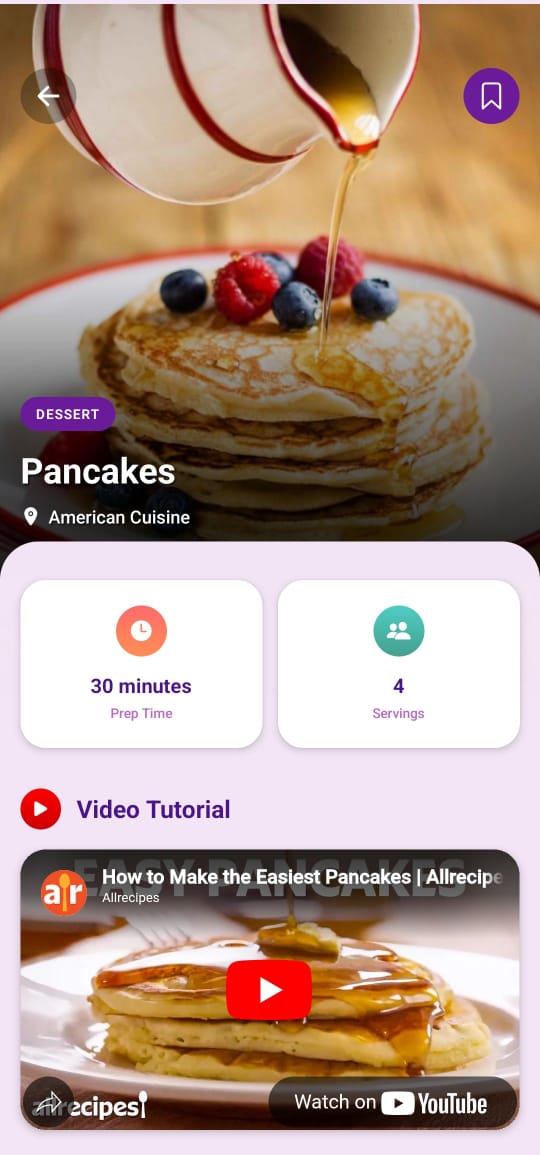 DESSERT
Pancakes
American Cuisine
30 minutes
Prep Time
4
Servings
Video Tutorial
EASY PANCAKES
How to Make the Easiest Pancakes | Allrecipe
Allrecipes
ar
allrecipes
Watch on YouTube